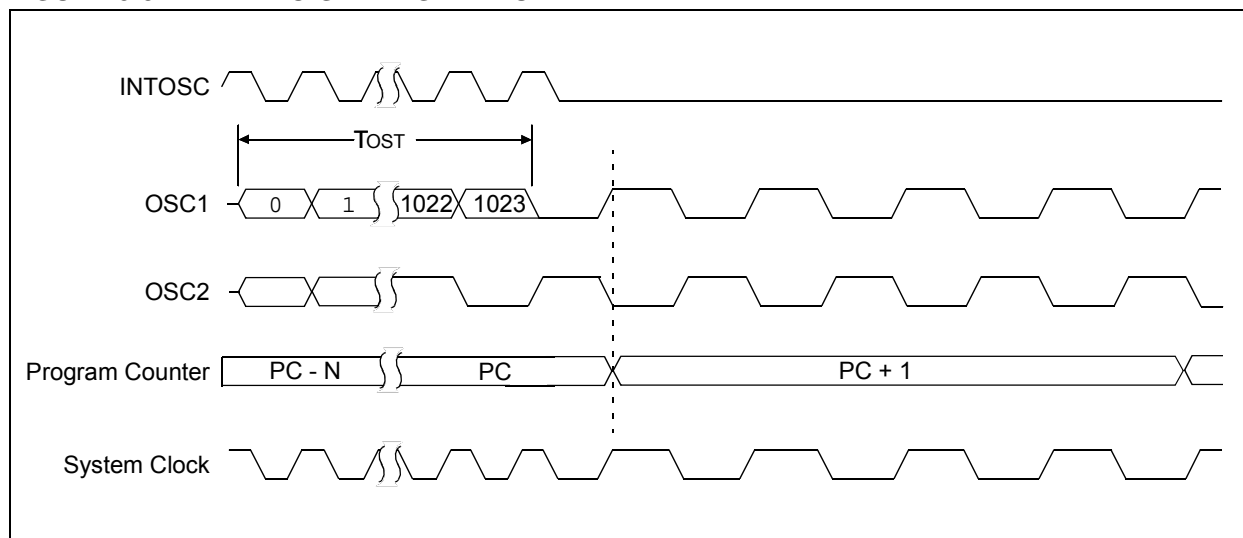 INTOSC
TOST
OSC1
0
1
1022
1023
OSC2
Program Counter
PC - N
PC
PC + 1
System Clock